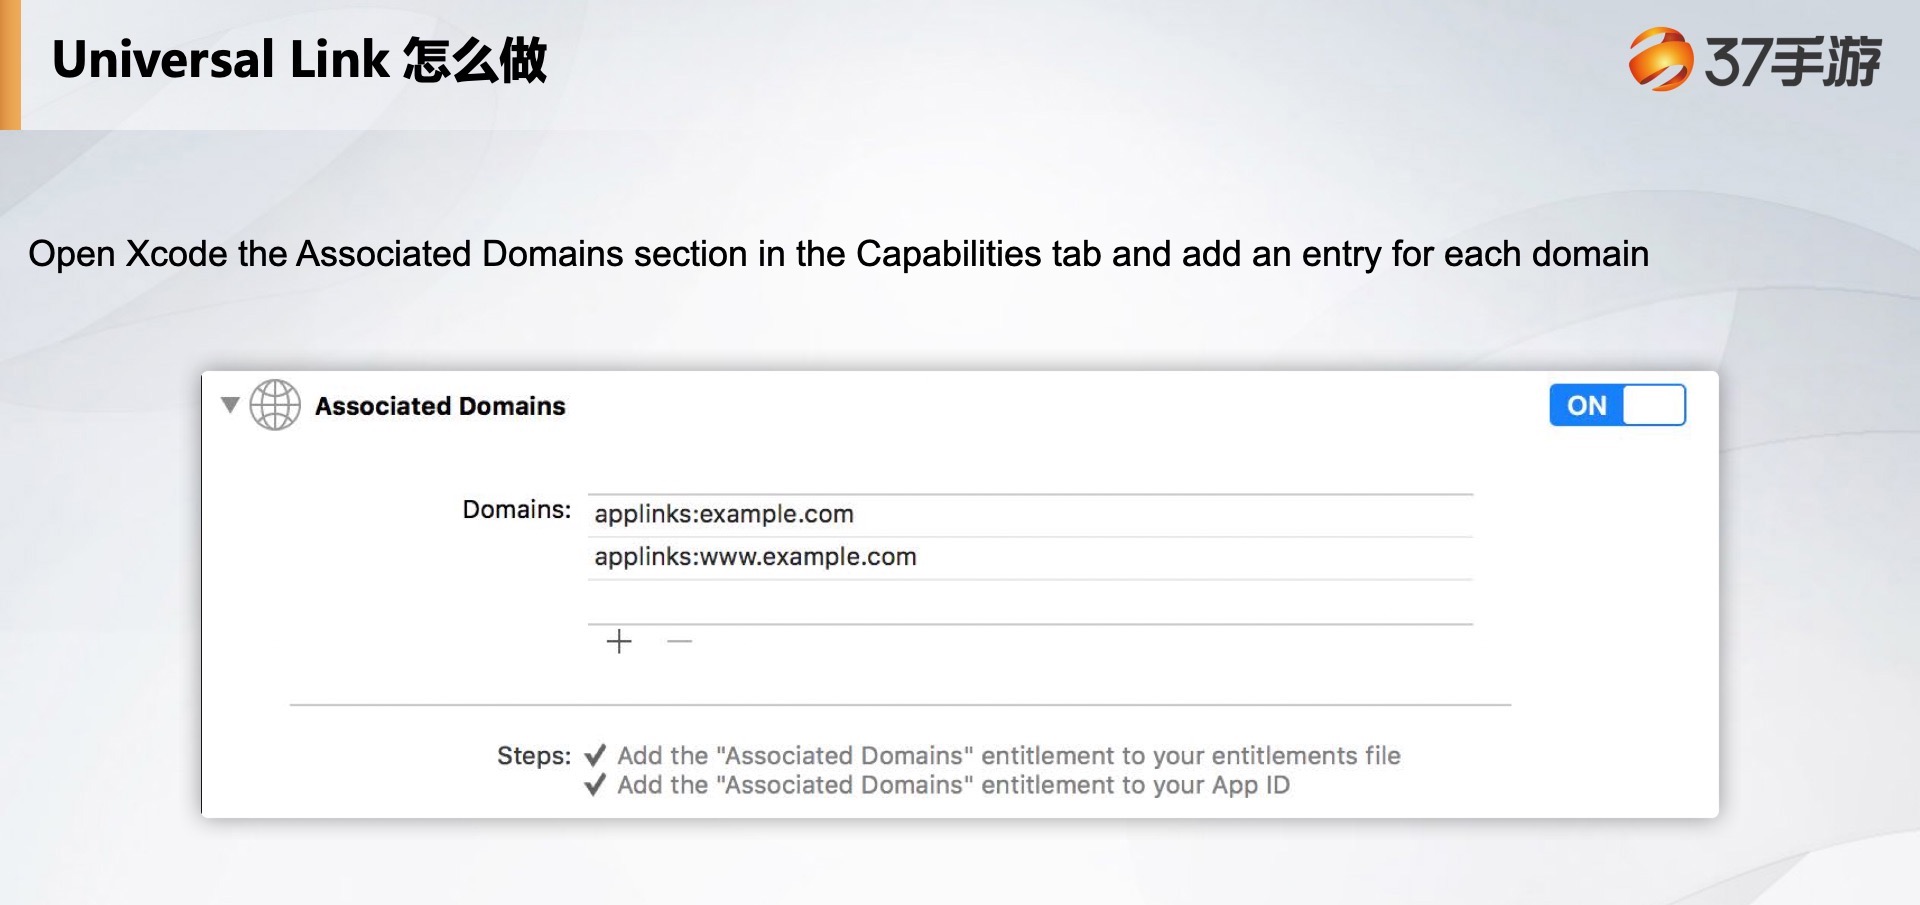 Universal Link 怎么做
37手游
Open Xcode the Associated Domains section in the Capabilities tab and add an entry for each domain
Associated Domains
ON
Domains:
applinks:example.com
applinks:www.example.com
Steps: ✔ Add the "Associated Domains" entitlement to your entitlements file
✔ Add the "Associated Domains" entitlement to your App ID